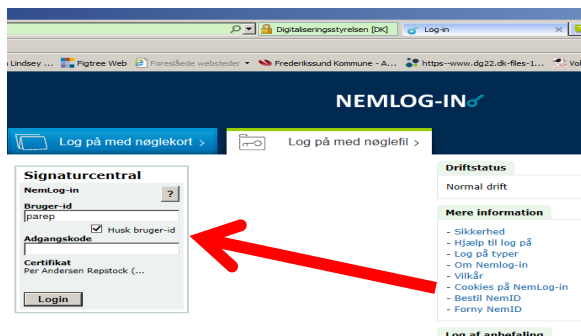 Digitaliseringsstyrelsen [DK]
Log-in
Lindsey ...
Figtree Web
Foreslåede websteder
Frederikssund Kommune - A...
https--www.dg22.dk-files-1...
NEMLOG-IN
Log på med nøglekort >
Log på med nøglefil >
Signaturcentral
NemLog-in
?
Bruger-id
parep
Husk bruger-id
Adgangskode
Certifikat
Per Andersen Repstock (...
Login
Driftstatus
Normal drift
Mere information
- Sikkerhed
- Hjælp til log på
- Log på typer
- Om Nemlog-in
- Vilkår
- Cookies på NemLog-in
- Bestil NemID
- Forny NemID
Log af anbefaling